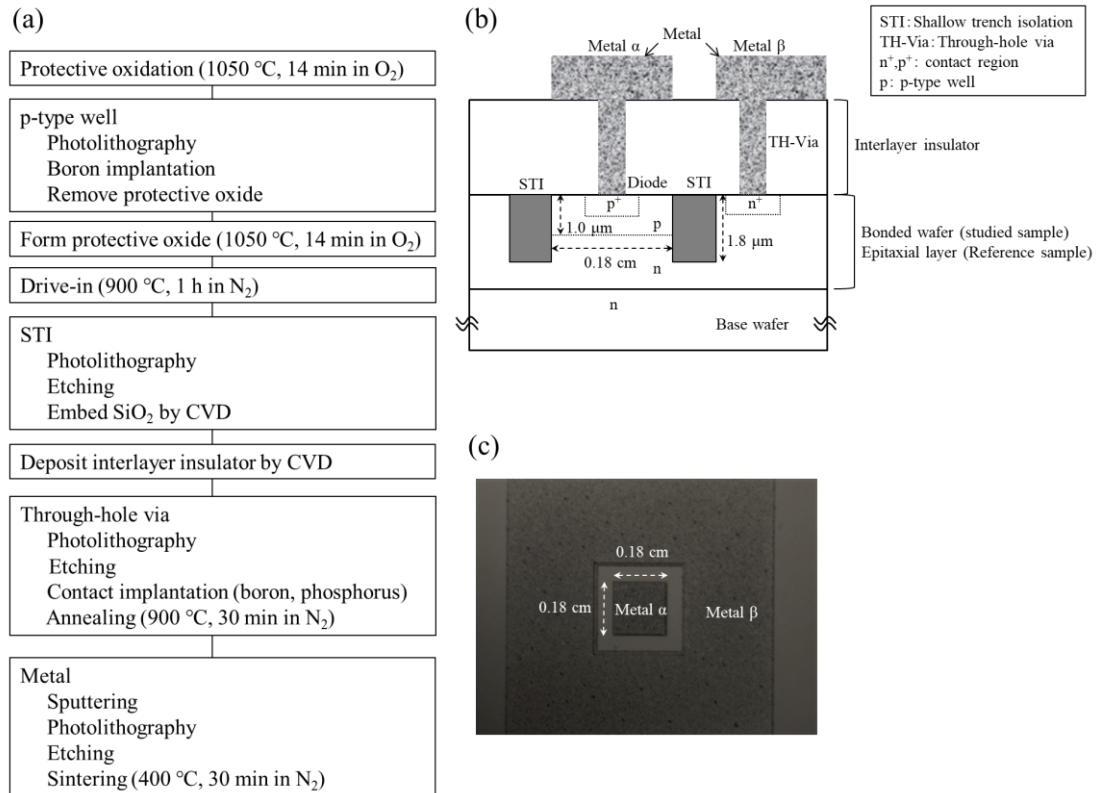 (a)
Protective oxidation (1050 ℃, 14 min in O₂)
p-type well
Photolithography
Boron implantation
Remove protective oxide
Form protective oxide (1050 ℃, 14 min in O₂)
Drive-in (900 ℃, 1 h in N₂)
STI
Photolithography
Etching
Embed SiO₂ by CVD
Deposit interlayer insulator by CVD
Through-hole via
Photolithography
Etching
Contact implantation (boron, phosphorus)
Annealing (900 ℃, 30 min in N₂)
Metal
Sputtering
Photolithography
Etching
Sintering (400 ℃, 30 min in N₂)
(b)
Metal
Metal α
Metal β
STI: Shallow trench isolation
TH-Via: Through-hole via
n⁺,p⁺: contact region
p: p-type well
TH-Via
Interlayer insulator
STI
Diode
STI
p⁺
n⁺
1.0 μm
p
1.8 μm
0.18 cm
n
Bonded wafer (studied sample)
Epitaxial layer (Reference sample)
n
Base wafer
(c)
0.18 cm
0.18 cm
Metal α
Metal β